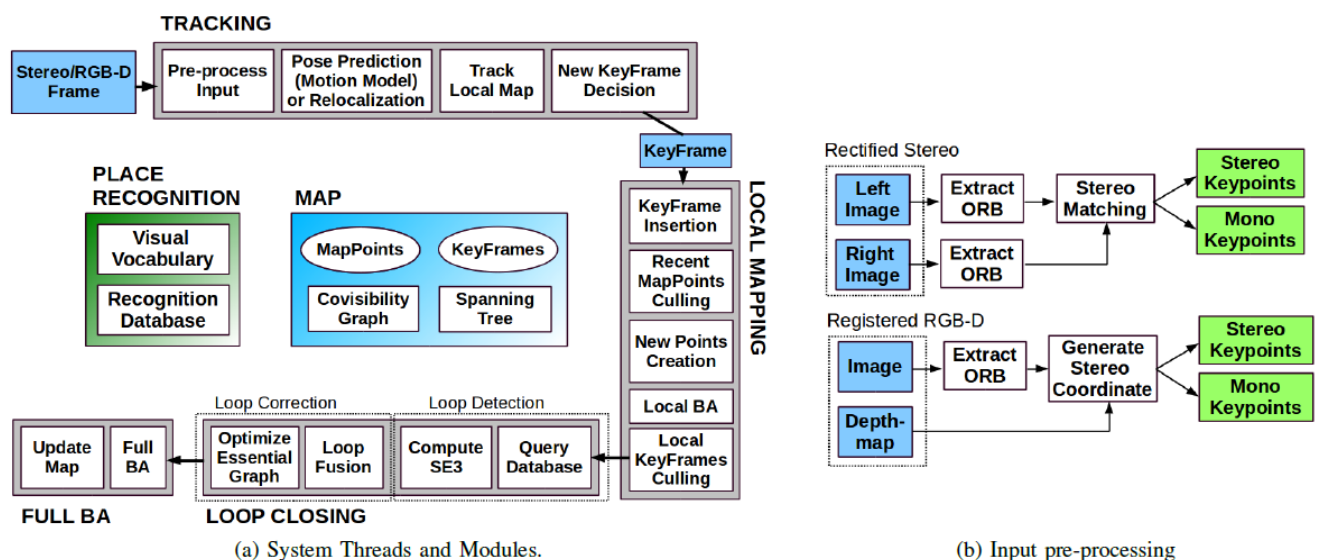 TRACKING
Stereo/RGB-D
Frame
Pre-process
Input
Pose Prediction
(Motion Model)
or Relocalization
Track
Local Map
New KeyFrame
Decision
KeyFrame
PLACE
RECOGNITION
Visual
Vocabulary
Recognition
Database
MAP
MapPoints
KeyFrames
Covisibility
Graph
Spanning
Tree
LOCAL MAPPING
KeyFrame
Insertion
Recent
MapPoints
Culling
New Points
Creation
Local BA
Local
KeyFrames
Culling
Loop Correction
Loop Detection
Optimize
Essential
Graph
Loop
Fusion
Compute
SE3
Query
Database
Update
Map
Full
BA
FULL BA
LOOP CLOSING
(a) System Threads and Modules.
Rectified Stereo
Left
Image
Extract
ORB
Stereo
Matching
Stereo
Keypoints
Mono
Keypoints
Right
Image
Extract
ORB
Registered RGB-D
Image
Extract
ORB
Generate
Stereo
Coordinate
Stereo
Keypoints
Mono
Keypoints
Depth-
map
(b) Input pre-processing